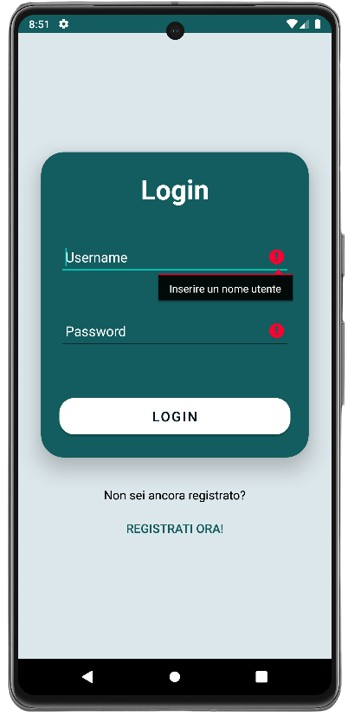 8:51
Login
Username
Inserire un nome utente
Password
LOGIN
Non sei ancora registrato?
REGISTRATI ORA!